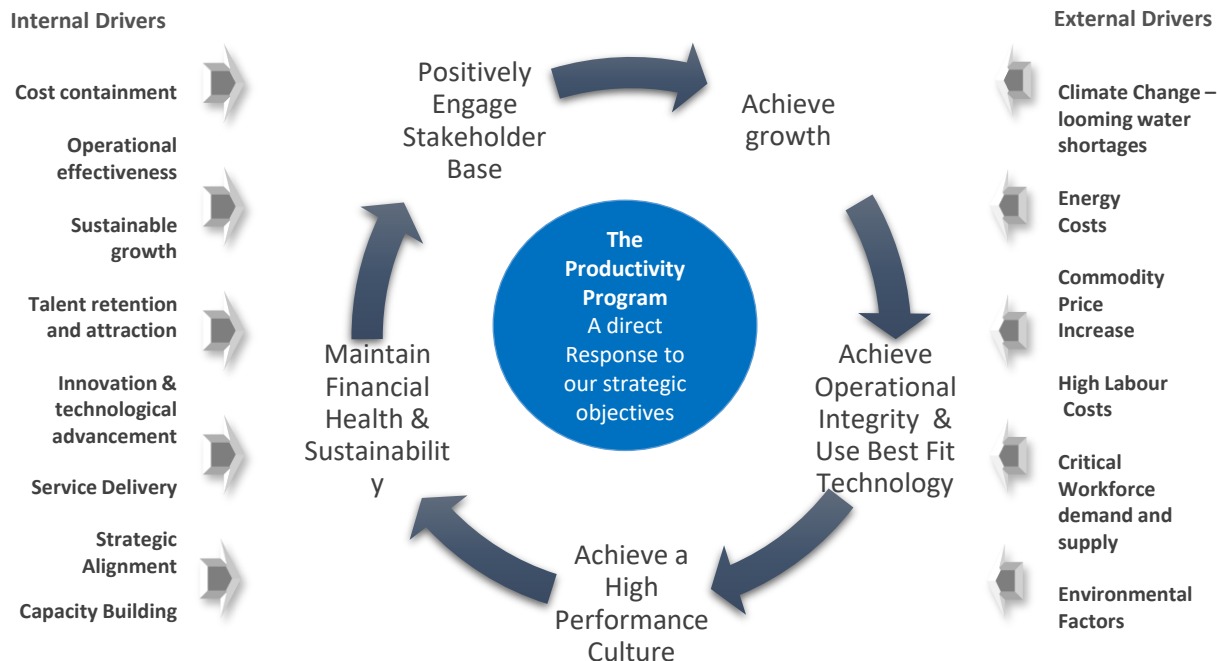 Internal Drivers
Cost containment
Operational
effectiveness
Sustainable
growth
Talent retention
and attraction
Innovation &
technological
advancement
Service Delivery
Strategic
Alignment
Capacity Building
Positively
Engage
Stakeholder
Base
Achieve
growth
The
Productivity
Program
A direct
Response to
our strategic
objectives
Maintain
Financial
Health &
Sustainabilit
y
Achieve
Operational
Integrity &
Use Best Fit
Technology
Achieve a
High
Performance
Culture
External Drivers
Climate Change –
looming water
shortages
Energy
Costs
Commodity
Price
Increase
High Labour
Costs
Critical
Workforce
demand and
supply
Environmental
Factors